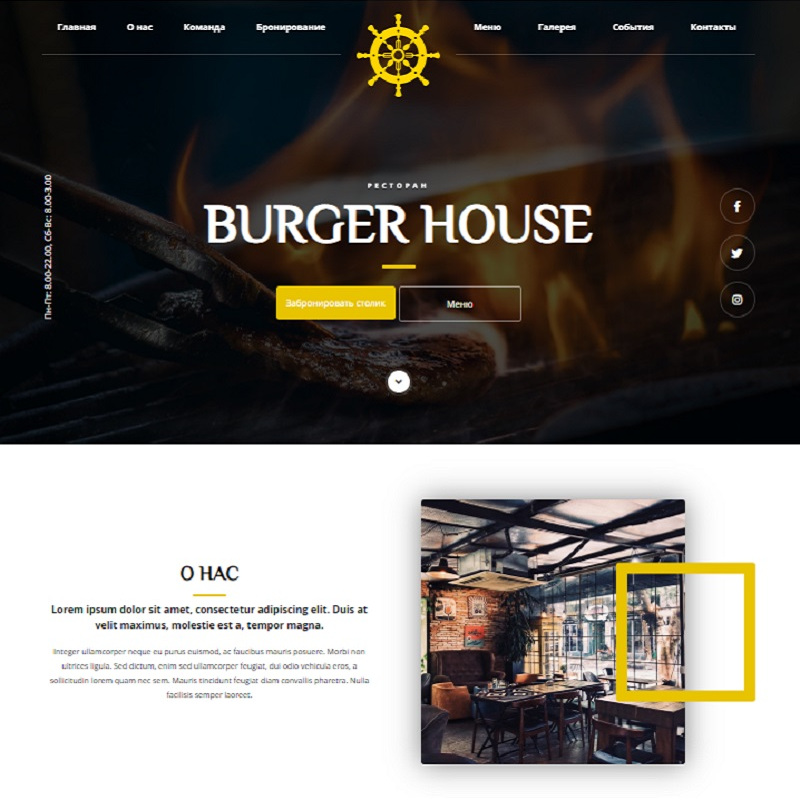 Главная
О нас
Команда
Бронирование
Меню
Галерея
События
Контакты
Пн-Пт: 8.00-22.00, Сб-Вс: 8.00-3.00
РЕСТОРАН
BURGER HOUSE
Забронировать столик
Меню
О НАС
Lorem ipsum dolor sit amet, consectetur adipiscing elit. Duis at
velit maximus, molestie est a, tempor magna.
Integer ullamcorper neque eu purus euismod, ac faucibus mauris posuere. Morbi non
ultrices ligula. Sed dictum, enim sed ullamcorper feugiat, dui odio vehicula eros, a
sollicitudin lorem quam nec sem. Mauris tincidunt feugiat diam convallis pharetra. Nulla
facilisis semper laoreet.